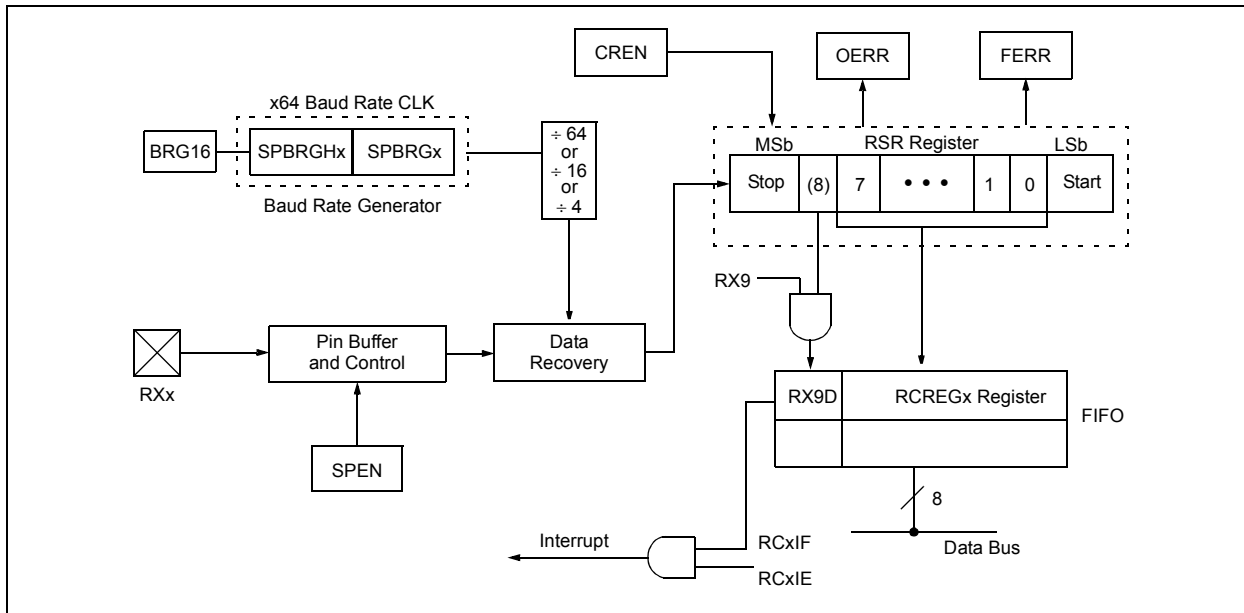 CREN
OERR
FERR
x64 Baud Rate CLK
BRG16
SPBRGHx
SPBRGx
Baud Rate Generator
÷ 64
or
÷ 16
or
÷ 4
MSb
RSR Register
LSb
Stop
(8)
7
• • •
1
0
Start
RX9
RXx
Pin Buffer
and Control
Data
Recovery
SPEN
RX9D
RCREGx Register
FIFO
8
Data Bus
Interrupt
RCxIF
RCxIE